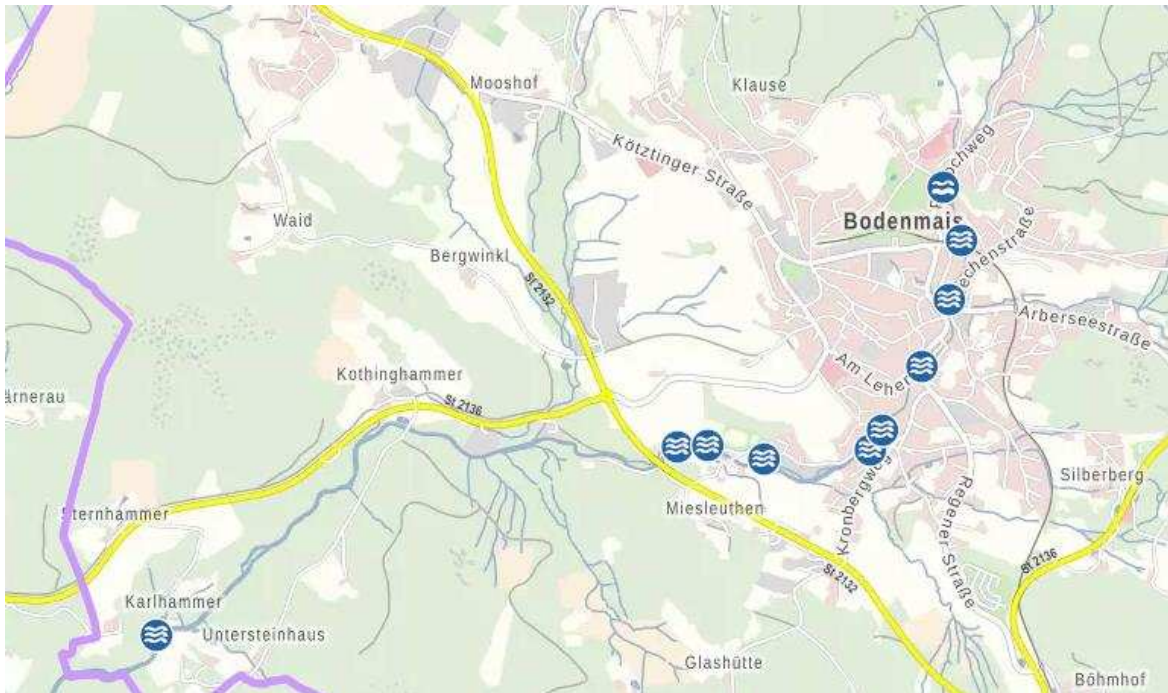 Mooshof
Klause
Kötztinger Straße
Waid
Bodenmais
Bergwinkl
St 2132
Arberseestraße
Kothinghammer
Am Lehen
St 2136
Silberberg
Sternhammer
Miesleuthen
Kronbergweg
Regener Straße
St 2132
St 2136
Karlhammer
Untersteinhaus
Glashütte
Böhmhof